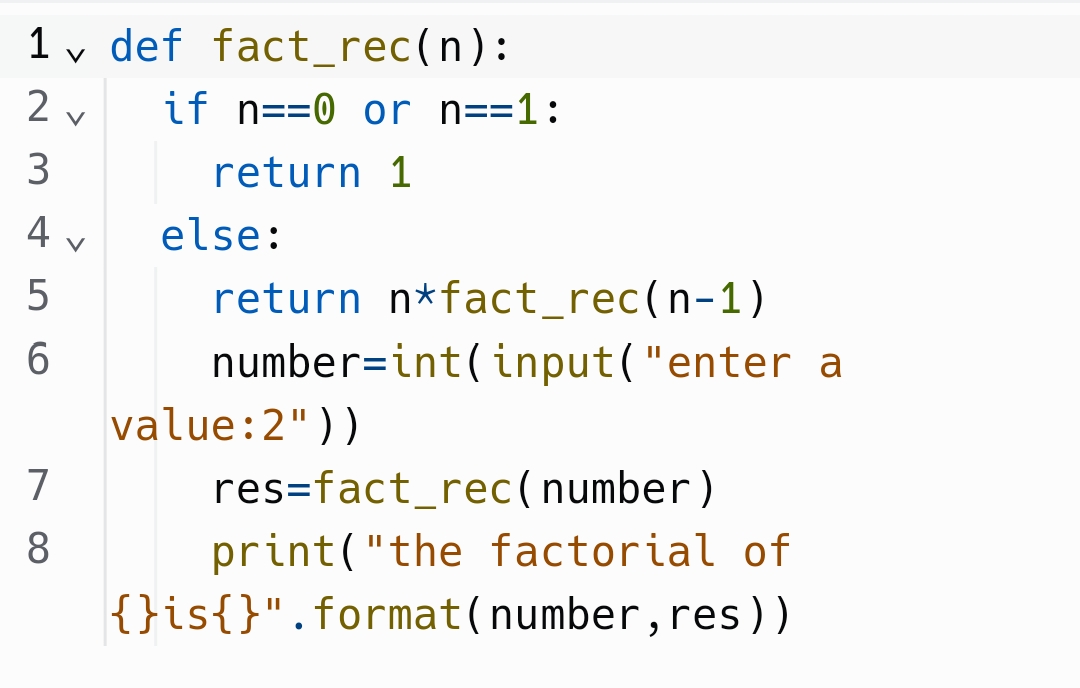 1 def fact_rec(n):
2   if n==0 or n==1:
3     return 1
4   else:
5     return n*fact_rec(n-1)
6     number=int(input("enter a
value:2"))
7     res=fact_rec(number)
8     print("the factorial of
{}is{}".format(number,res))